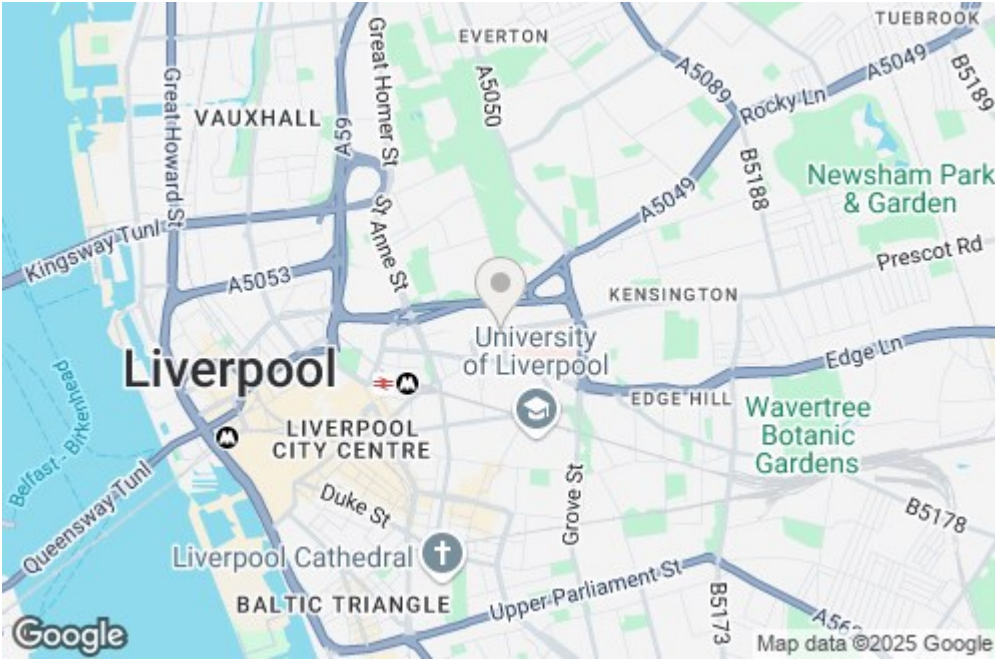 TUEBROOK
EVERTON
Great Howard St
Great Homer St
A59
A5050
A5089
A5049
B5189
Rocky Ln
VAUXHALL
B5188
Newsham Park
& Garden
A5049
St Anne St
Kingsway Tunl
A5053
Prescot Rd
KENSINGTON
University
of Liverpool
Liverpool
Edge Ln
Belfast - Birkenhead
EDGE HILL
LIVERPOOL
CITY CENTRE
Wavertree
Botanic
Gardens
Queensway Tunl
Duke St
Grove St
B5178
Liverpool Cathedral
BALTIC TRIANGLE
Upper Parliament St
B5173
Google
Map data ©2025 Google